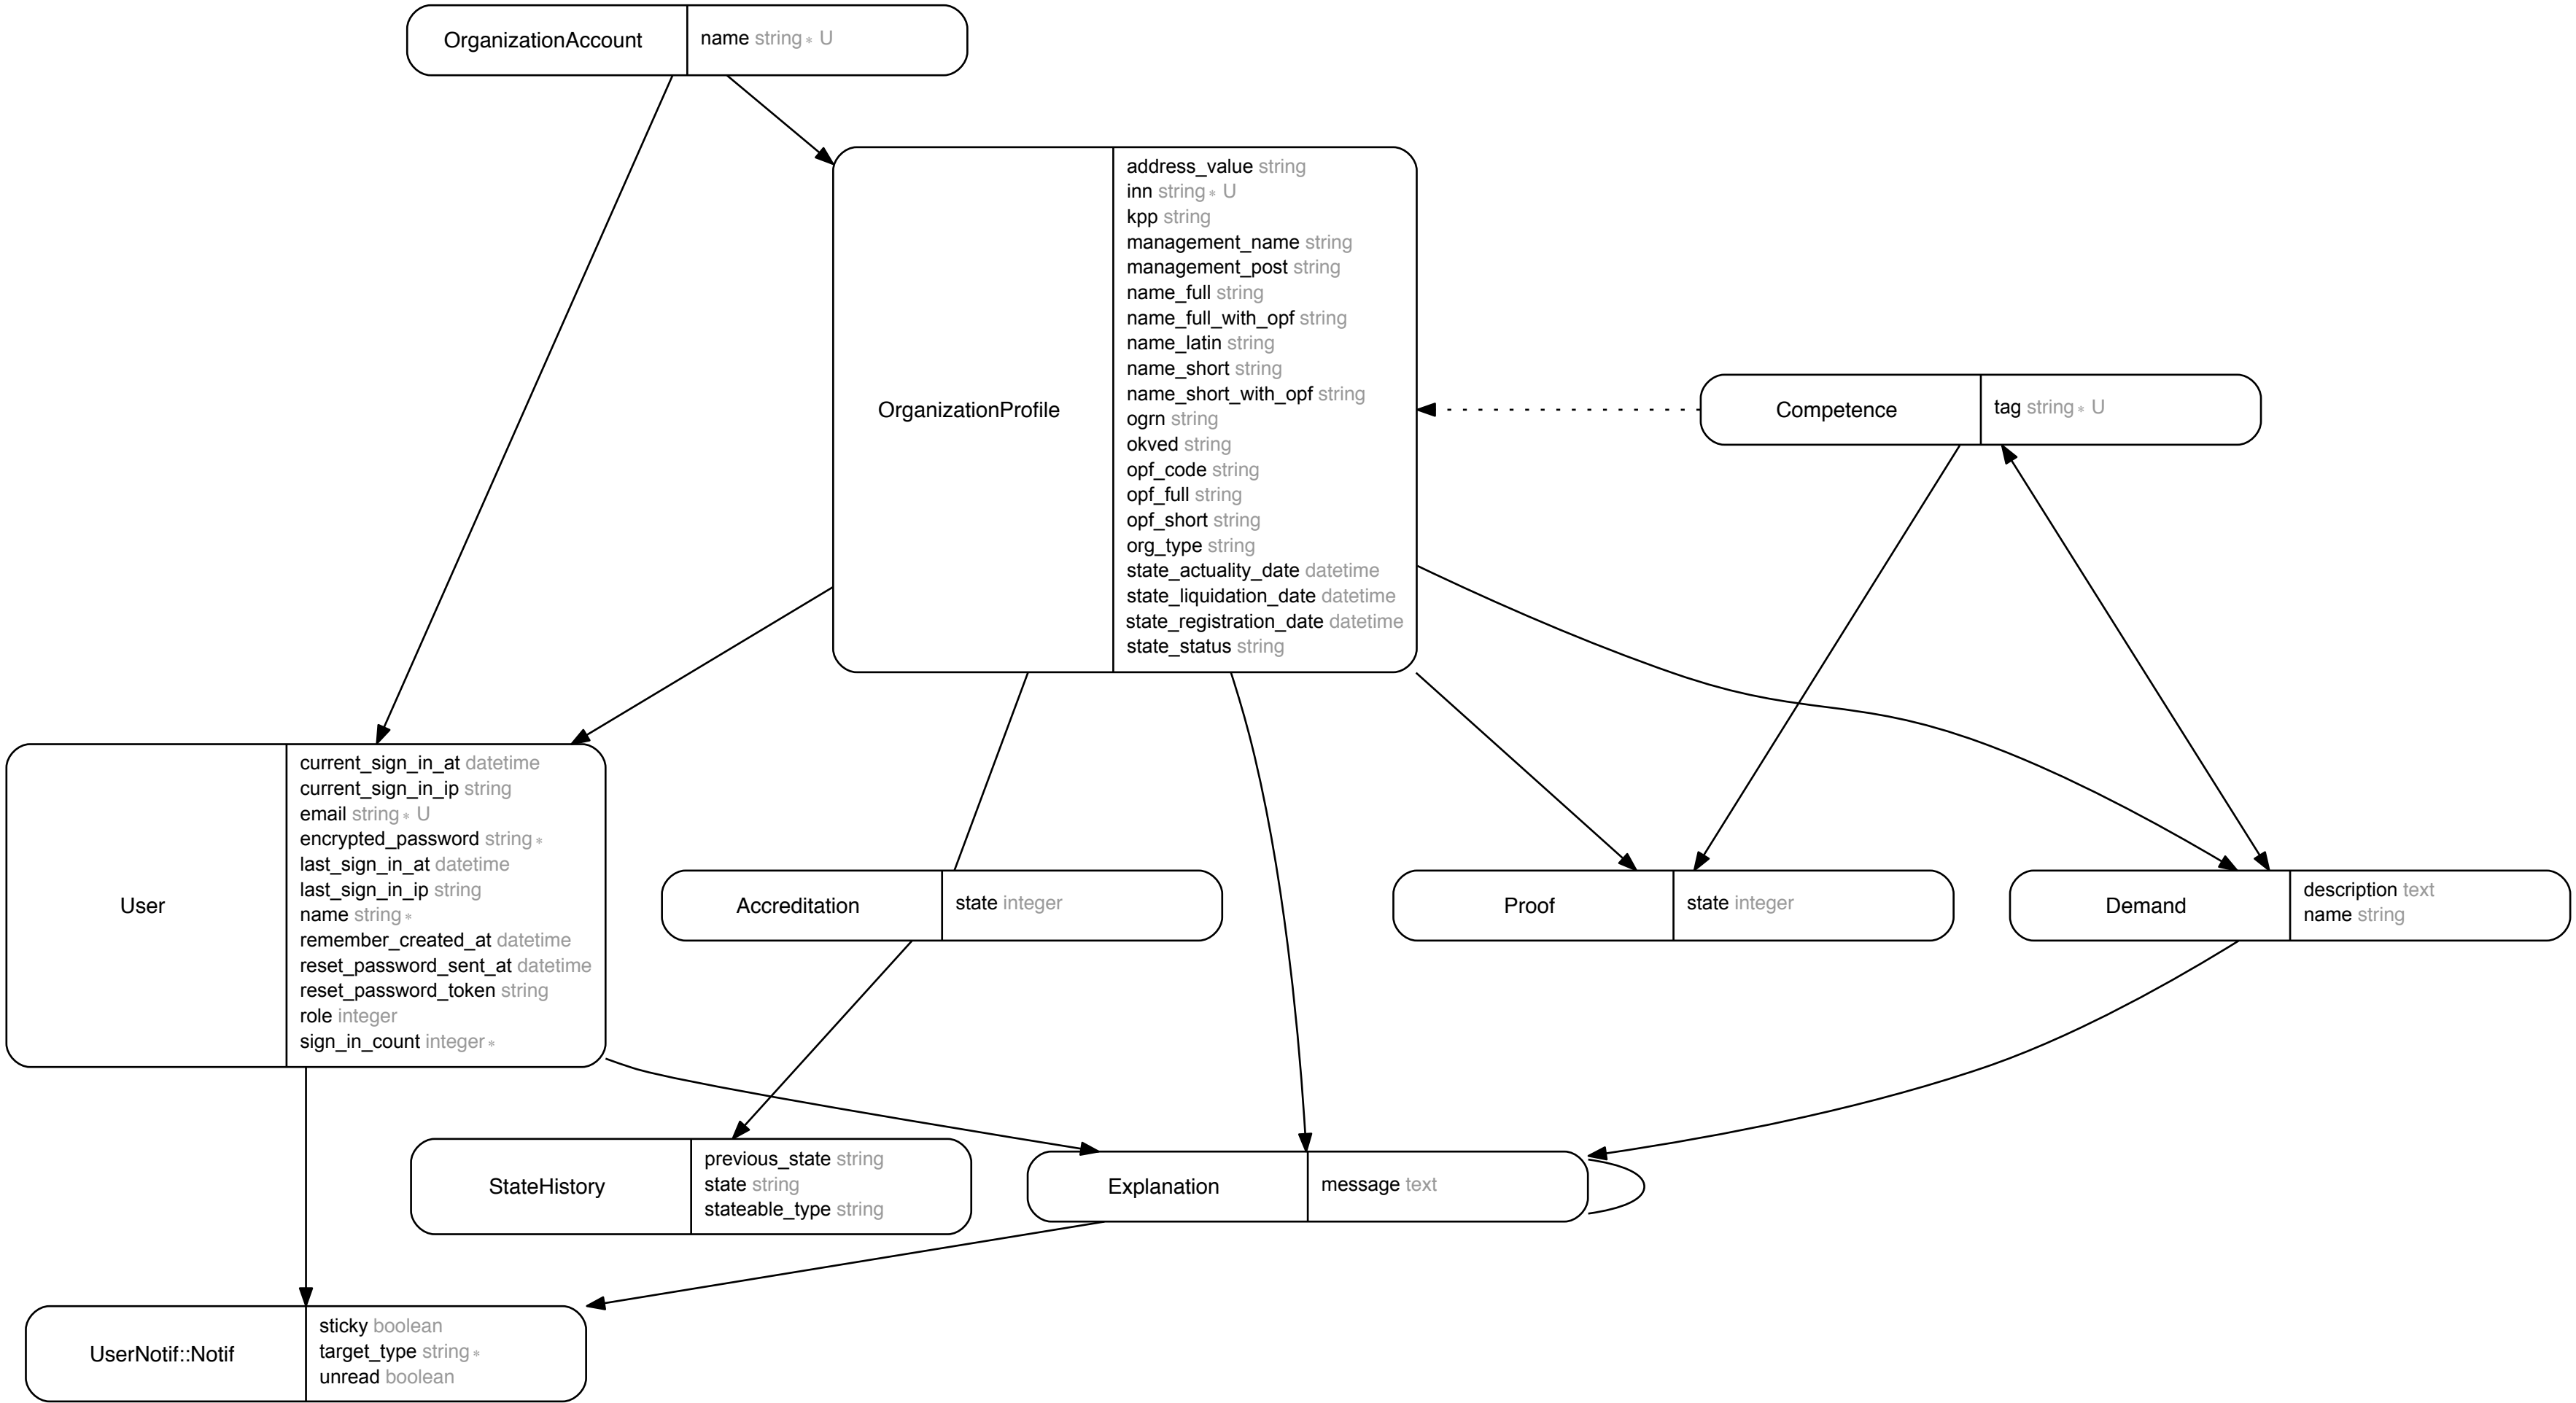 OrganizationAccount
name string∗ U
OrganizationProfile
address_value string
inn string∗ U
kpp string
management_name string
management_post string
name_full string
name_full_with_opf string
name_latin string
name_short string
name_short_with_opf string
ogrn string
okved string
opf_code string
opf_full string
opf_short string
org_type string
state_actuality_date datetime
state_liquidation_date datetime
state_registration_date datetime
state_status string
Competence
tag string∗ U
User
current_sign_in_at datetime
current_sign_in_ip string
email string∗ U
encrypted_password string∗
last_sign_in_at datetime
last_sign_in_ip string
name string∗
remember_created_at datetime
reset_password_sent_at datetime
reset_password_token string
role integer
sign_in_count integer∗
Accreditation
state integer
Proof
state integer
Demand
description text
name string
StateHistory
previous_state string
state string
stateable_type string
Explanation
message text
UserNotif::Notif
sticky boolean
target_type string∗
unread boolean